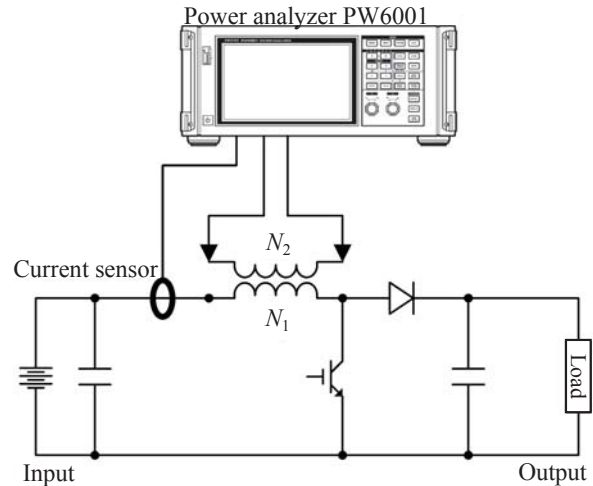 Power analyzer PW6001
N2
Current sensor
N1
Load
Input
Output